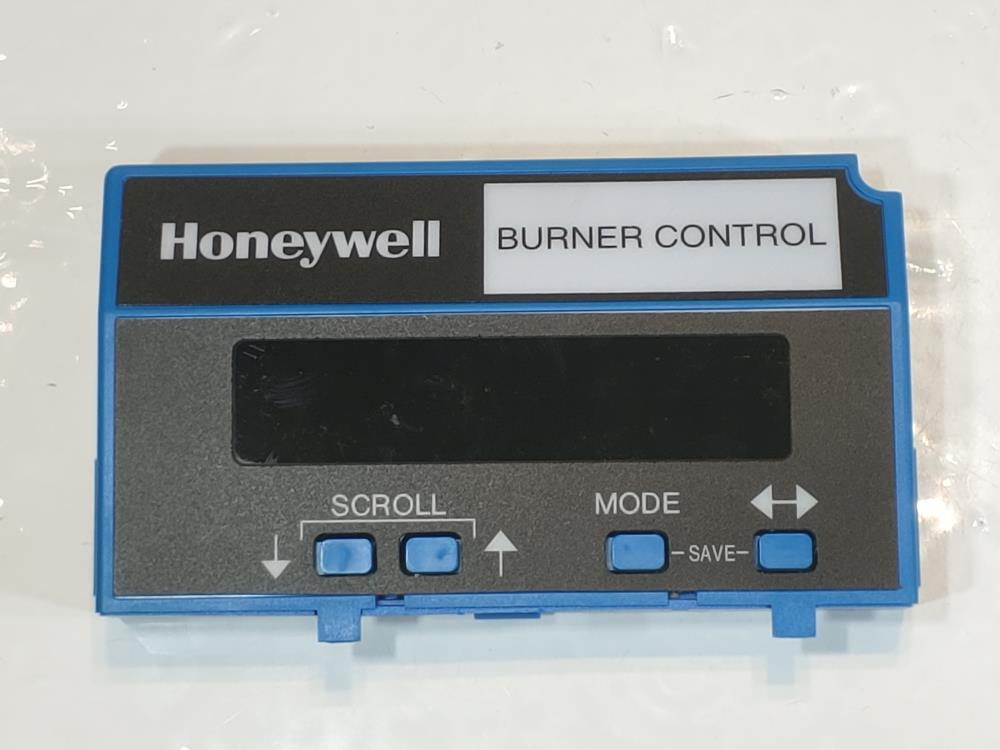 Honeywell
BURNER CONTROL
SCROLL
MODE
SAVE